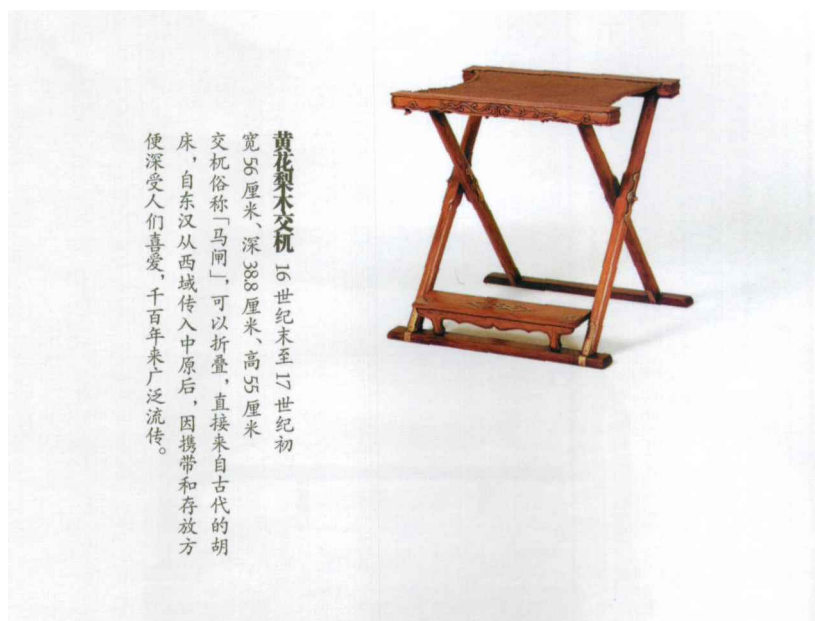 黄花梨木交杌 16世纪末至17世纪初
宽56厘米、深38.8厘米、高55厘米
交杌俗称「马闸」，可以折叠，直接来自古代的胡
床，自东汉从西域传入中原后，因携带和存放方
便深受人们喜爱，千百年来广泛流传。